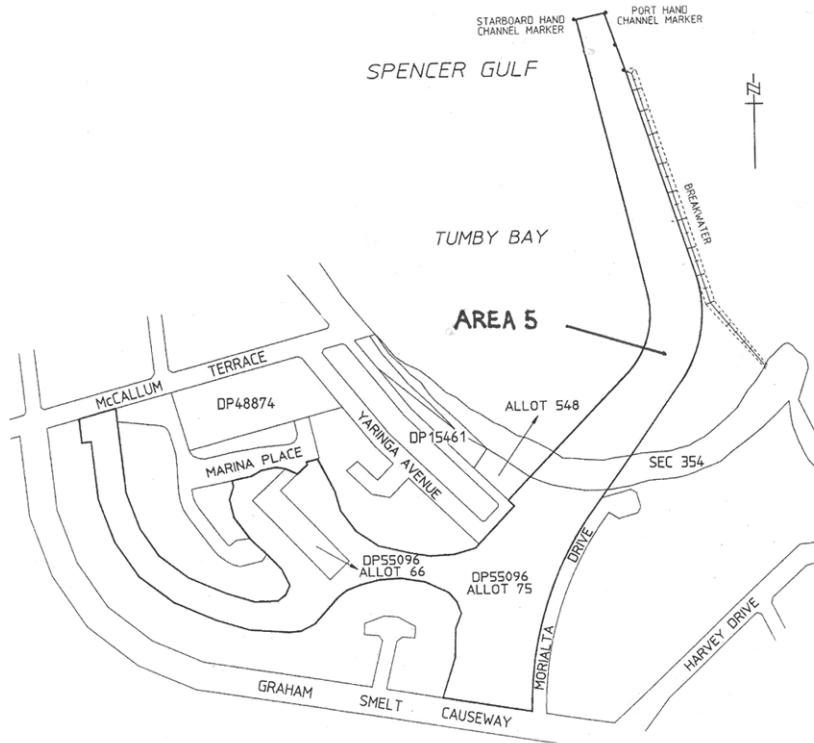 STARBOARD HAND
CHANNEL MARKER
PORT HAND
CHANNEL MARKER
SPENCER GULF
N
BREAKWATER
TUMBY BAY
AREA 5
McCALLUM TERRACE
DP48874
ALLOT 548
DP15461
YARINGA AVENUE
MARINA PLACE
SEC 354
DP55096
ALLOT 66
DP55096
ALLOT 75
MORIALTA DRIVE
HARVEY DRIVE
GRAHAM SMELT CAUSEWAY